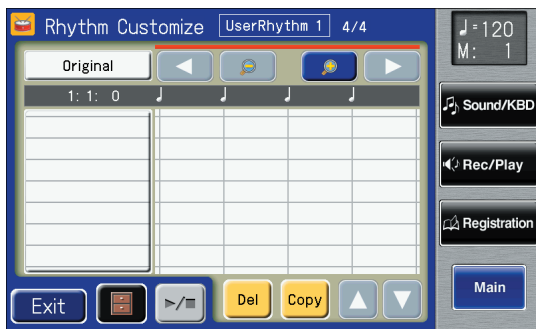 Rhythm Customize UserRhythm 1 4/4
♩=120
M: 1
Original
1: 1: 0
Sound/KBD
Rec/Play
Registration
Main
Exit
Del
Copy